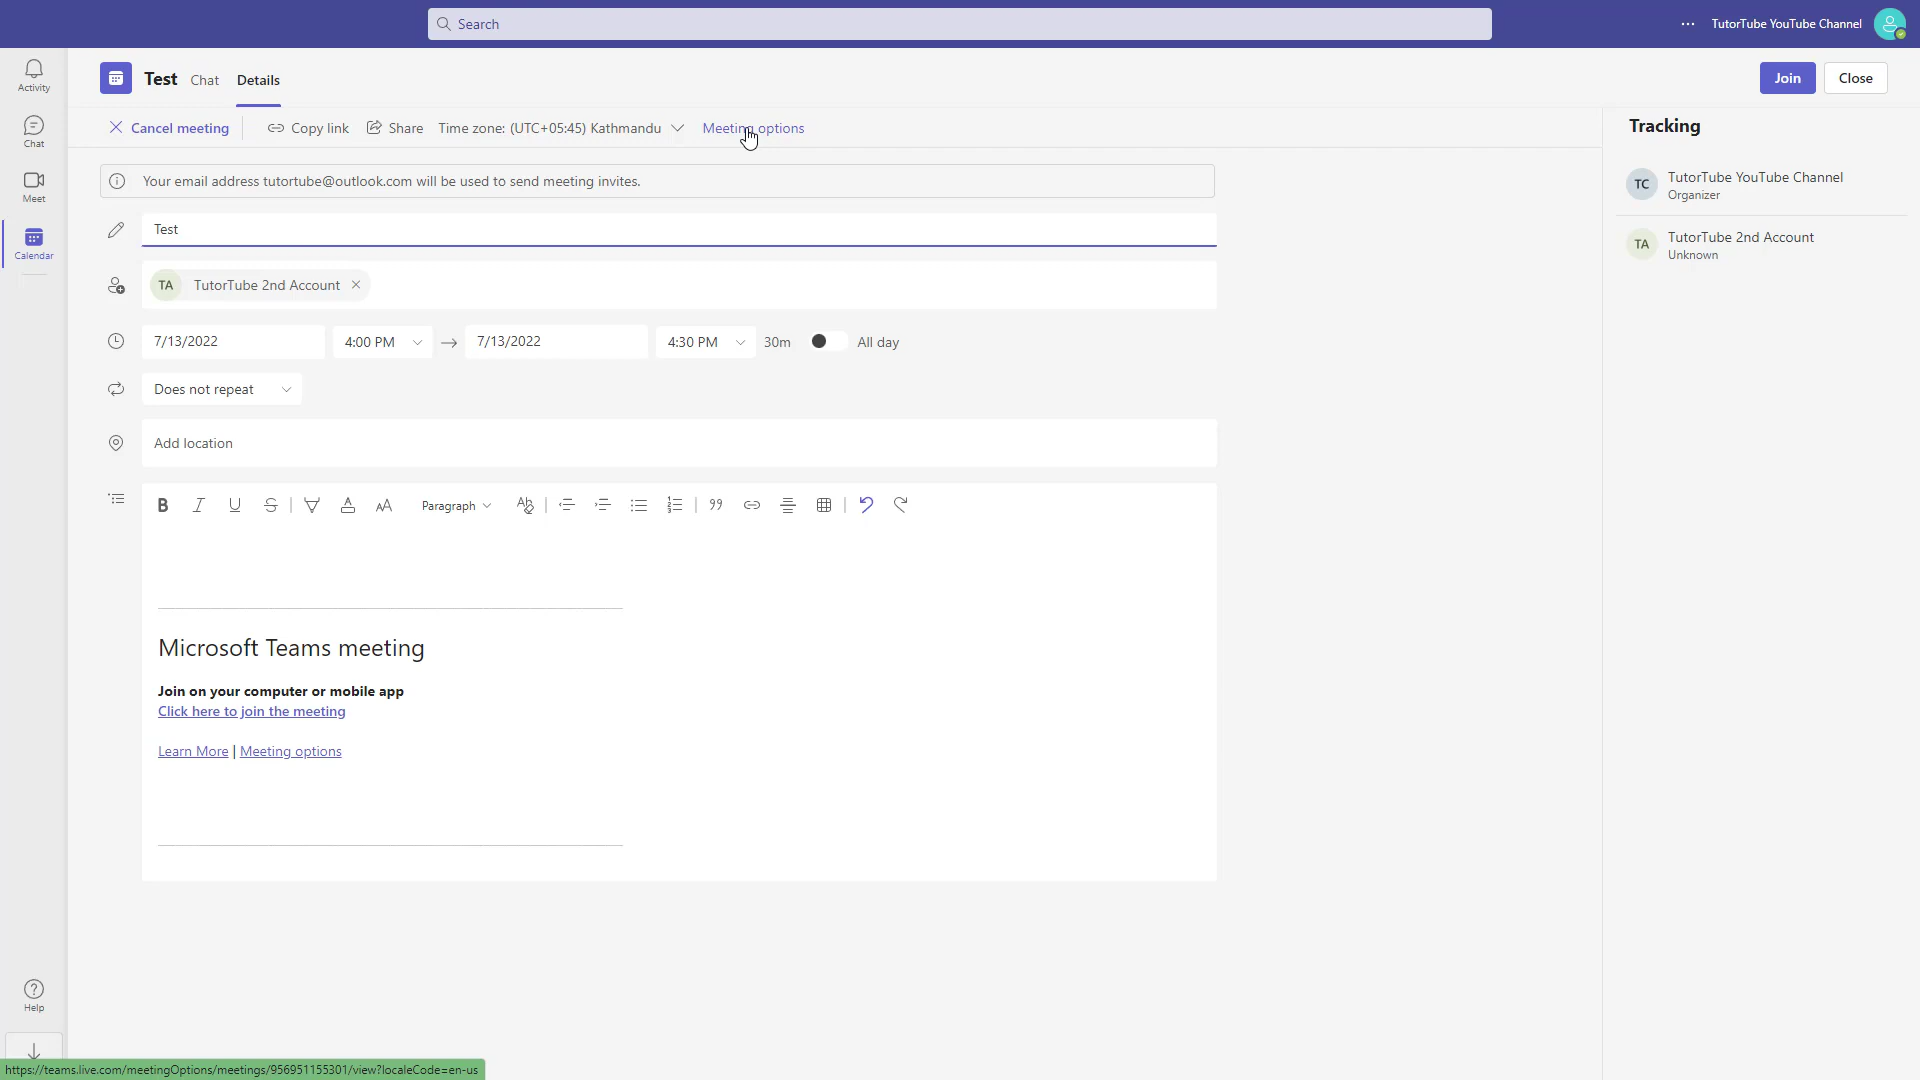 Search
TutorTube YouTube Channel
Activity
Chat
Meet
Calendar
Help
Test Chat Details
Join Close
Cancel meeting Copy link Share Time zone: (UTC+05:45) Kathmandu Meeting options
Your email address tutortube@outlook.com will be used to send meeting invites.
Test
TA TutorTube 2nd Account
7/13/2022 4:00 PM 7/13/2022 4:30 PM 30m All day
Does not repeat
Add location
Paragraph
Microsoft Teams meeting
Join on your computer or mobile app
Click here to join the meeting
Learn More | Meeting options
Tracking
TC TutorTube YouTube Channel
Organizer
TA TutorTube 2nd Account
Unknown
https://teams.live.com/meetingOptions/meetings/956951155301/view?localeCode=en-us